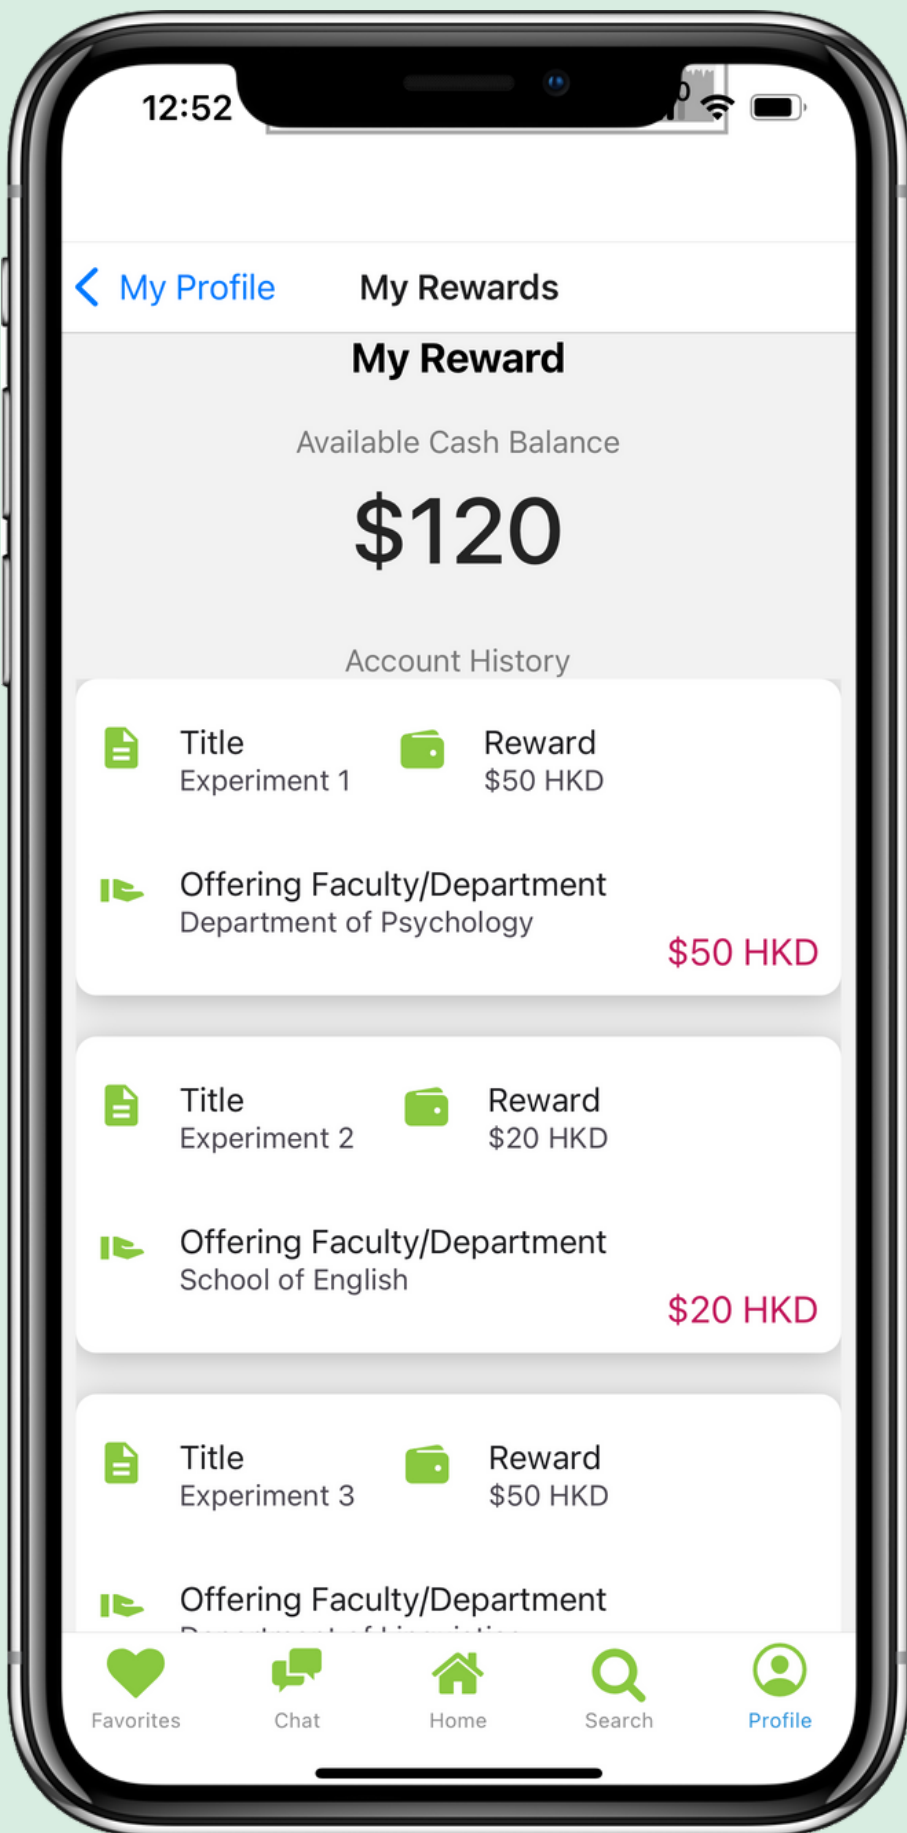 12:52
My Profile My Rewards
My Reward
Available Cash Balance
$120
Account History
Title Reward
Experiment 1 $50 HKD
Offering Faculty/Department
Department of Psychology
$50 HKD
Title Reward
Experiment 2 $20 HKD
Offering Faculty/Department
School of English
$20 HKD
Title Reward
Experiment 3 $50 HKD
Offering Faculty/Department
Favorites Chat Home Search Profile